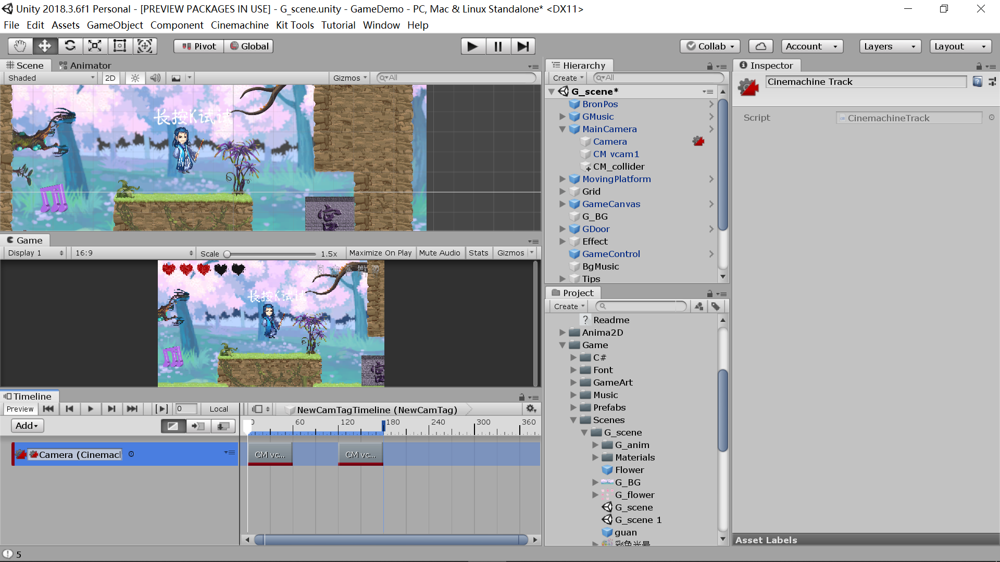 Unity 2018.3.6f1 Personal - [PREVIEW PACKAGES IN USE] - G_scene.unity - GameDemo - PC, Mac & Linux Standalone* <DX11>
File Edit Assets GameObject Component Cinemachine Kit Tools Tutorial Window Help
Pivot Global Collab Account Layers Layout
Scene Animator
Shaded 2D Gizmos All
长按K试试
宫
Game
Display 1 16:9 Scale 1.5x Maximize On Play Mute Audio Stats Gizmos
长按K试试
Timeline
Preview 0 Local NewCamTagTimeline (NewCamTag)
Add 0 60 120 180 240 300 360
Camera (Cinemac CM vc... CM vc...
Hierarchy
Create All
G_scene*
BronPos
GMusic
MainCamera
Camera
CM vcam1
CM_collider
MovingPlatform
Grid
GameCanvas
G_BG
GDoor
Effect
GameControl
BgMusic
Tips
Project
Create
Readme
Anima2D
Game
C#
Font
GameArt
Music
Prefabs
Scenes
G_scene
G_anim
Materials
Flower
G_BG
G_flower
G_scene
G_scene 1
guan
彩色光晕
Inspector
Cinemachine Track
Script CinemachineTrack
Asset Labels
5